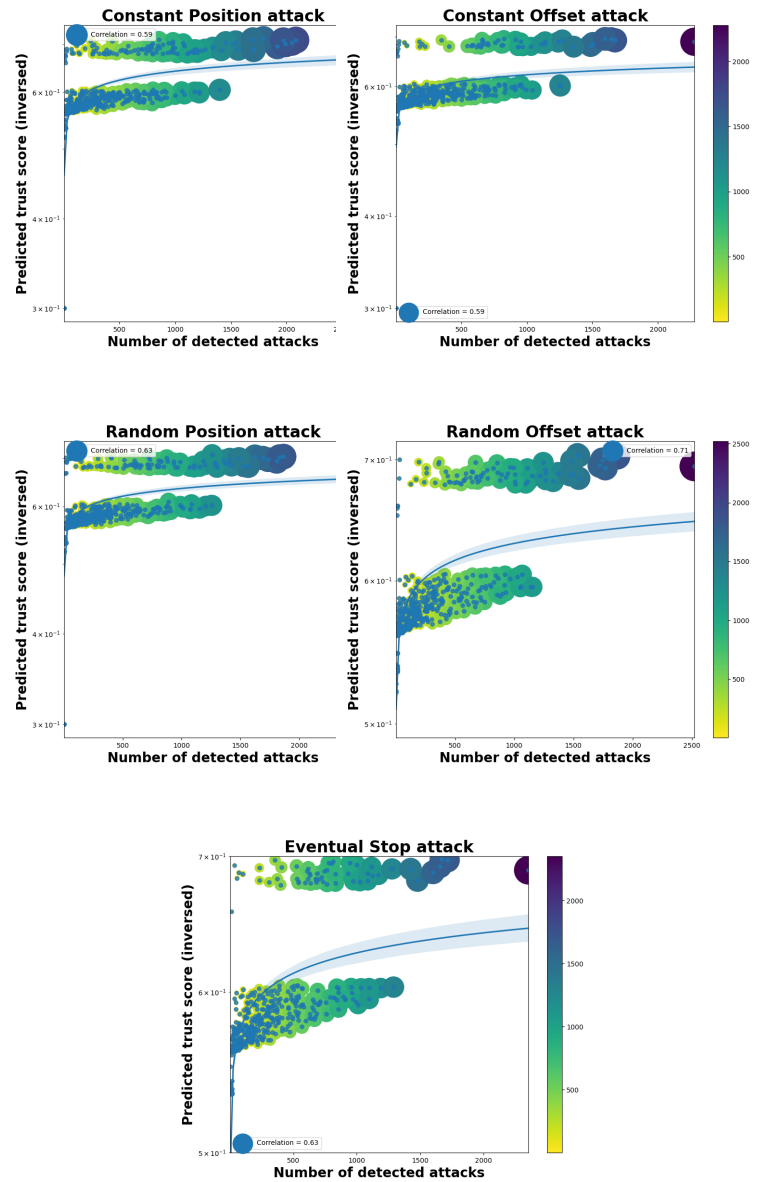 Constant Position attack
Correlation = 0.59
6 × 10⁻¹
4 × 10⁻¹
3 × 10⁻¹
Predicted trust score (inversed)
500
1000
1500
2000
Number of detected attacks
Constant Offset attack
6 × 10⁻¹
4 × 10⁻¹
3 × 10⁻¹
Correlation = 0.59
Predicted trust score (inversed)
500
1000
1500
2000
Number of detected attacks
2000
1500
1000
500
Random Position attack
Correlation = 0.63
6 × 10⁻¹
4 × 10⁻¹
3 × 10⁻¹
Predicted trust score (inversed)
500
1000
1500
2000
Number of detected attacks
Random Offset attack
Correlation = 0.71
7 × 10⁻¹
6 × 10⁻¹
5 × 10⁻¹
Predicted trust score (inversed)
500
1000
1500
2000
2500
Number of detected attacks
2500
2000
1500
1000
500
Eventual Stop attack
7 × 10⁻¹
6 × 10⁻¹
5 × 10⁻¹
Correlation = 0.63
Predicted trust score (inversed)
500
1000
1500
2000
Number of detected attacks
2000
1500
1000
500